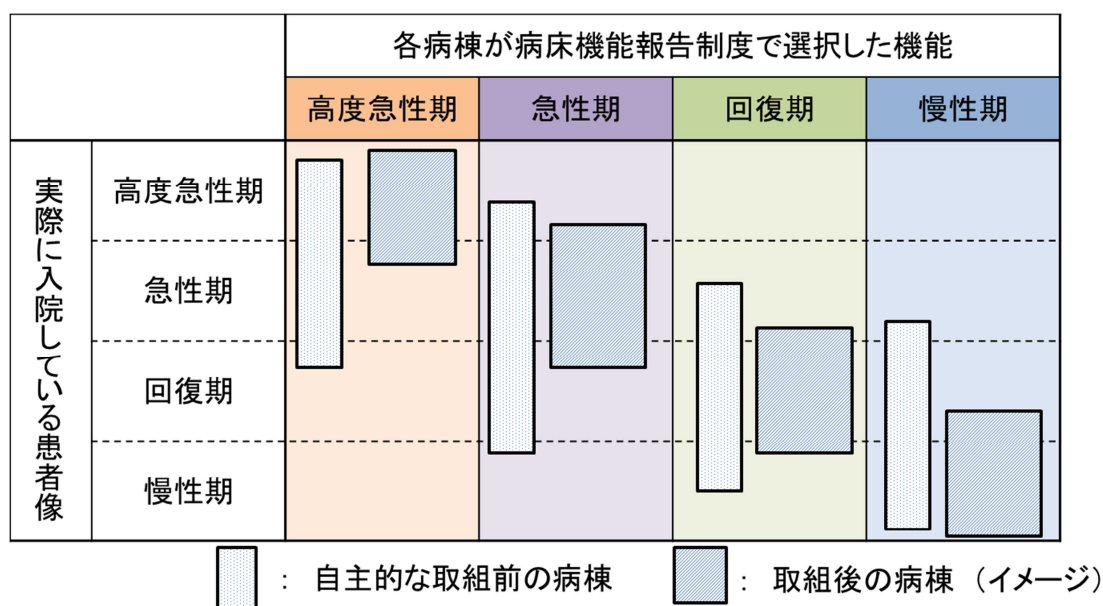 各病棟が病床機能報告制度で選択した機能
高度急性期 急性期 回復期 慢性期
実際に入院している患者像
高度急性期
急性期
回復期
慢性期
： 自主的な取組前の病棟 ： 取組後の病棟（イメージ）